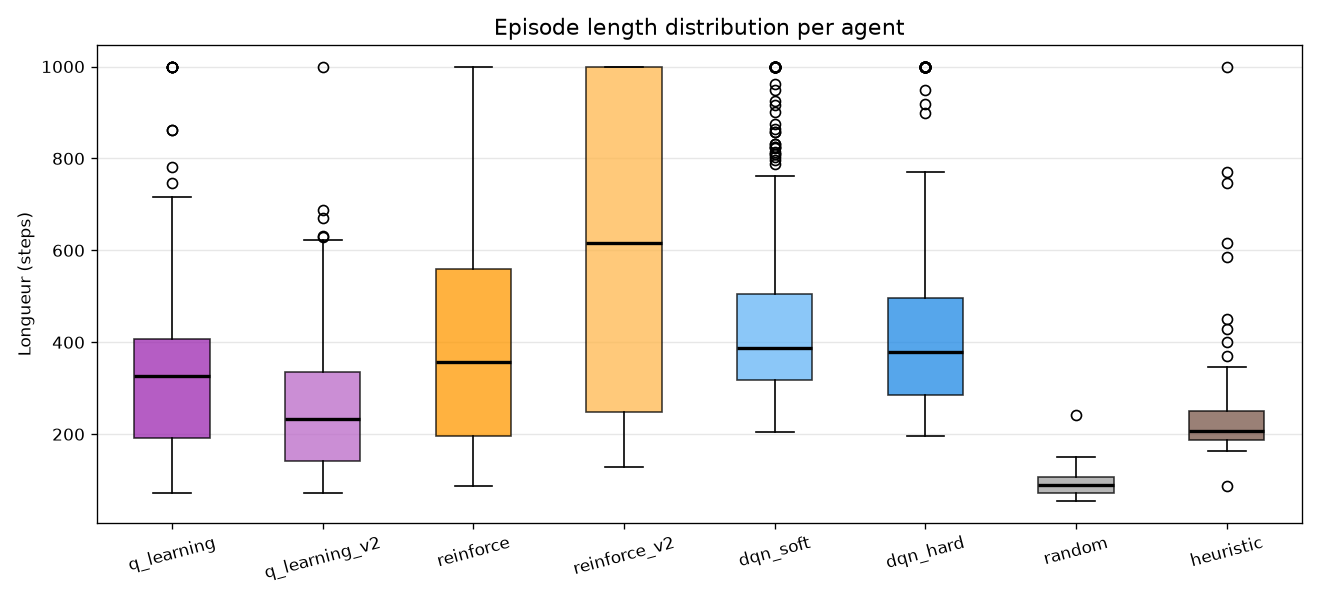 Episode length distribution per agent
Longueur (steps)
1000
800
600
400
200
q_learning
q_learning_v2
reinforce
reinforce_v2
dqn_soft
dqn_hard
random
heuristic